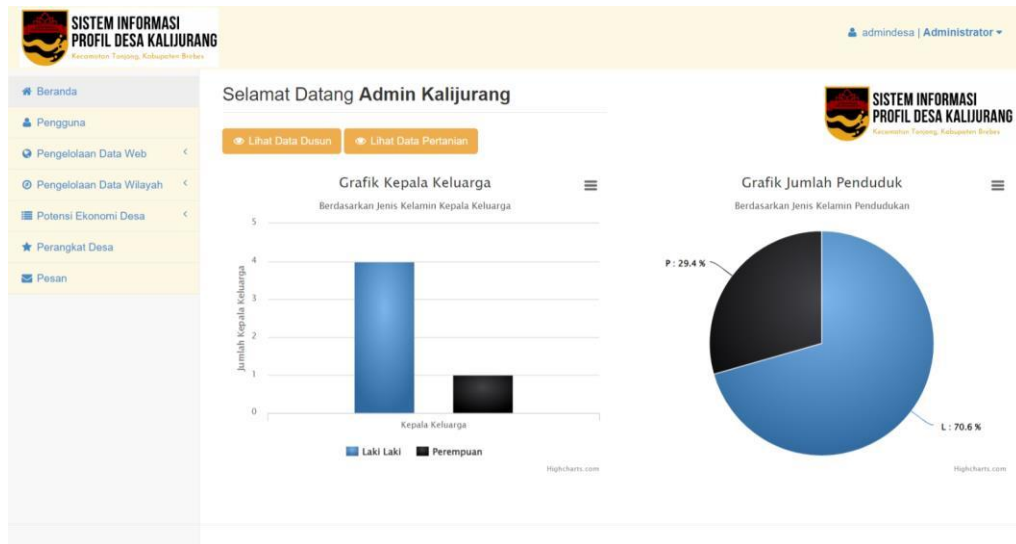 SISTEM INFORMASI
PROFIL DESA KALIJURANG
Kecamatan Tanjong, Kabupaten Brebes
admindesa | Administrator
Beranda
Pengguna
Pengelolaan Data Web
Pengelolaan Data Wilayah
Potensi Ekonomi Desa
Perangkat Desa
Pesan
Selamat Datang Admin Kalijurang
Lihat Data Dusun
Lihat Data Pertanian
SISTEM INFORMASI
PROFIL DESA KALIJURANG
Kecamatan Tonjong, Kabupaten Brebes
Grafik Kepala Keluarga
Berdasarkan Jenis Kelamin Kepala Keluarga
Jumlah Kepala Keluarga
5
4
3
2
1
0
Kepala Keluarga
Laki Laki
Perempuan
Highcharts.com
Grafik Jumlah Penduduk
Berdasarkan Jenis Kelamin Pendudukan
P : 29.4 %
L : 70.6 %
Highcharts.com